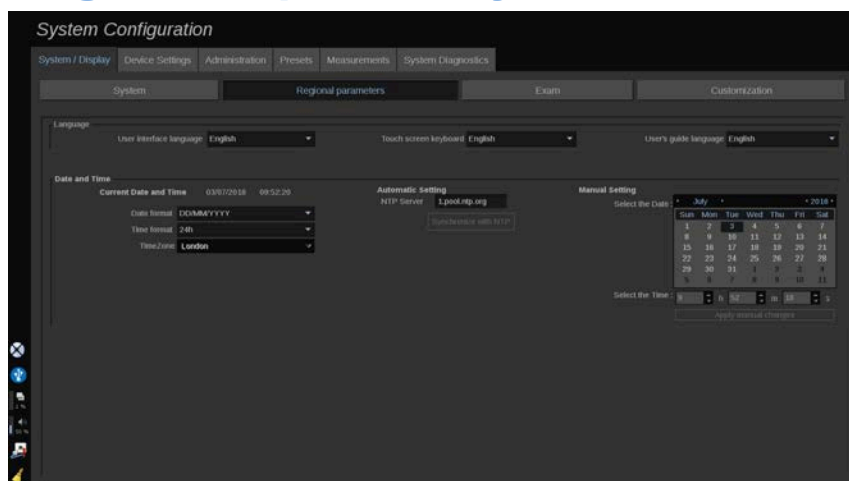 System Configuration
System / Display Device Settings Administration Presets Measurements System Diagnostics
System Regional parameters Exam Customization
Language
User interface language English Touch screen keyboard English User's guide language English
Date and Time
Current Date and Time 03/07/2018 09:52:20
Date format DD/MM/YYYY
Time format 24h
TimeZone London
Automatic Setting
NTP Server 1.pool.ntp.org
Synchronize with NTP
Manual Setting
Select the Date :
July 2018
Sun Mon Tue Wed Thu Fri Sat
1 2 3 4 5 6 7
8 9 10 11 12 13 14
15 16 17 18 19 20 21
22 23 24 25 26 27 28
29 30 31 1 2 3 4
5 6 7 8 9 10 11
Select the Time : 9 h 52 m 18 s
Apply manual changes